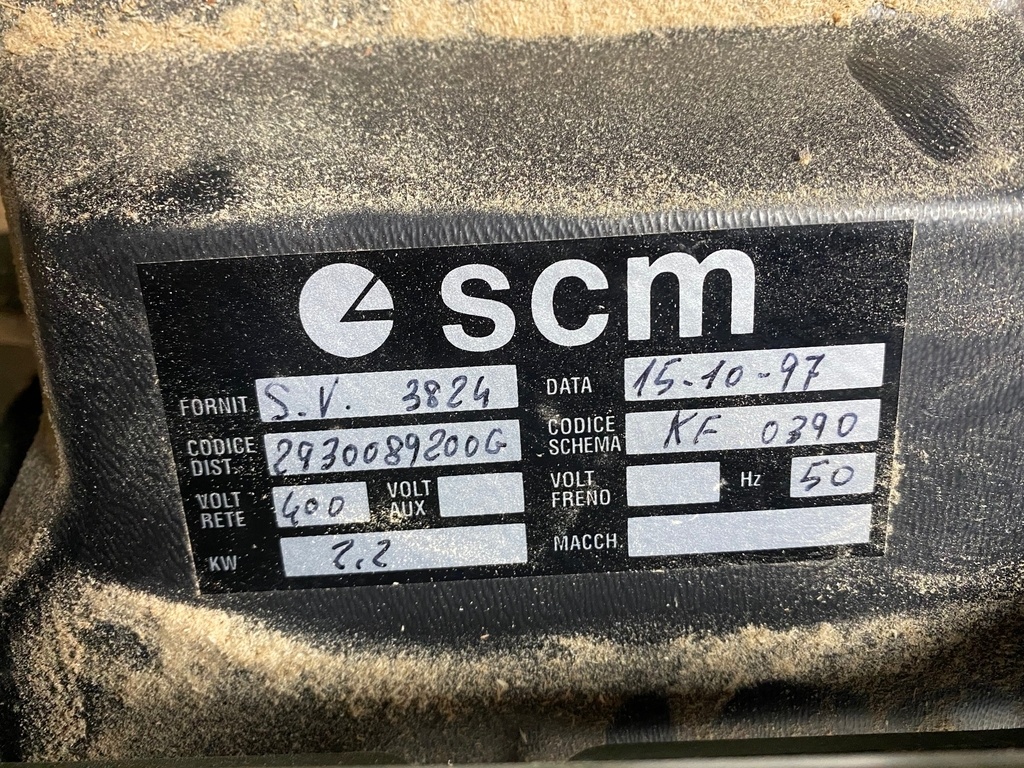 scm
FORNIT. S.V. 3824 DATA 15-10-97
CODICE DIST. 2930089200G CODICE SCHEMA KF 0390
VOLT RETE 400 VOLT AUX VOLT FRENO Hz 50
KW 2.2 MACCH.